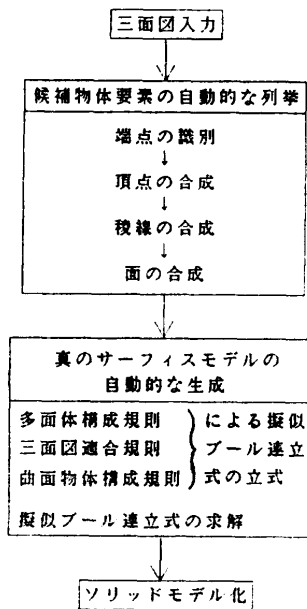 三面図入力
候補物体要素の自動的な列挙
端点の識別
↓
頂点の合成
↓
稜線の合成
↓
面の合成
真のサーフィスモデルの
自動的な生成
多面体構成規則
三面図適合規則
曲面物体構成規則
による擬似
ブール連立
式の立式
擬似ブール連立式の求解
ソリッドモデル化